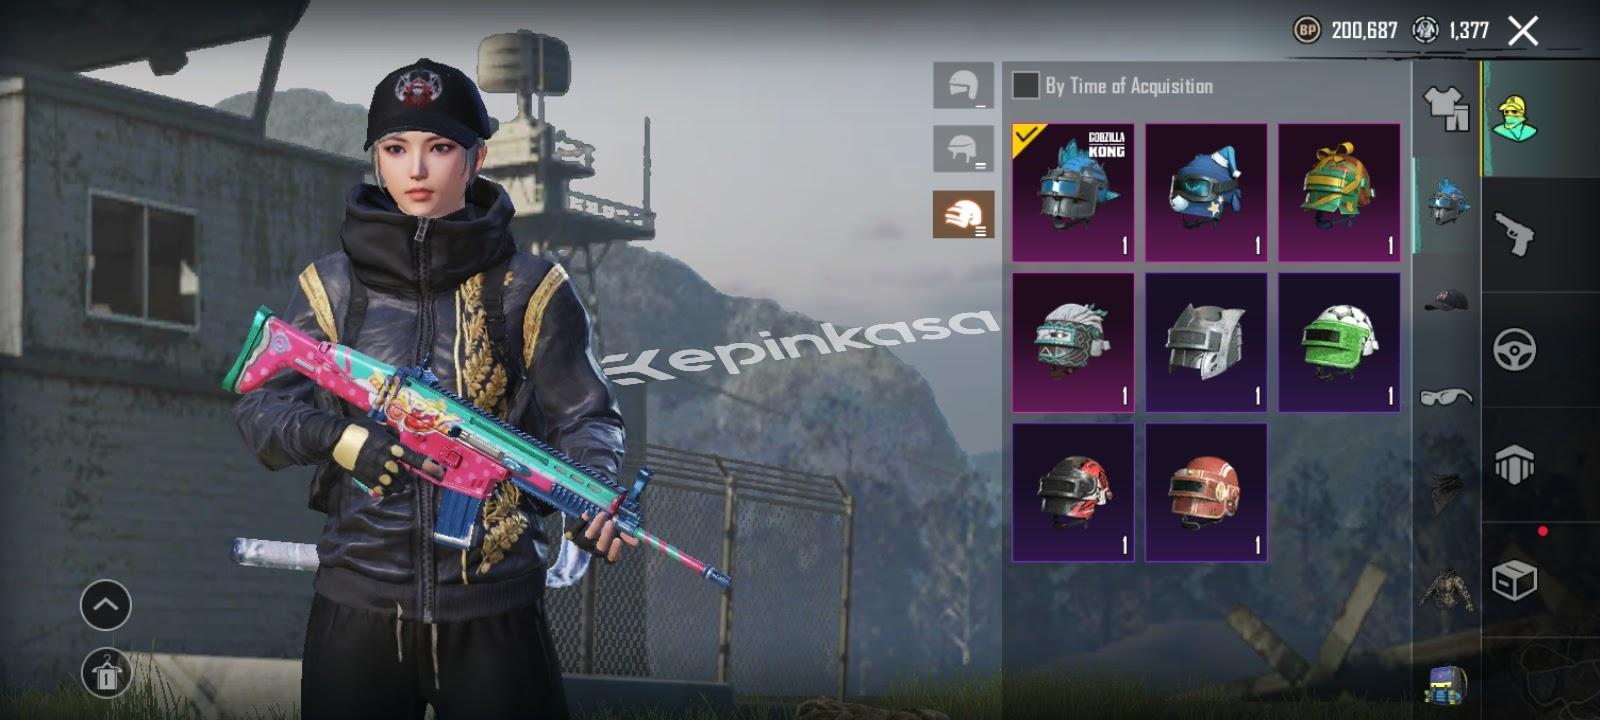 BP 200,687 1,377
By Time of Acquisition
GODZILLA
KONG
1
1
1
Kepinkasa
1
1
1
1
1